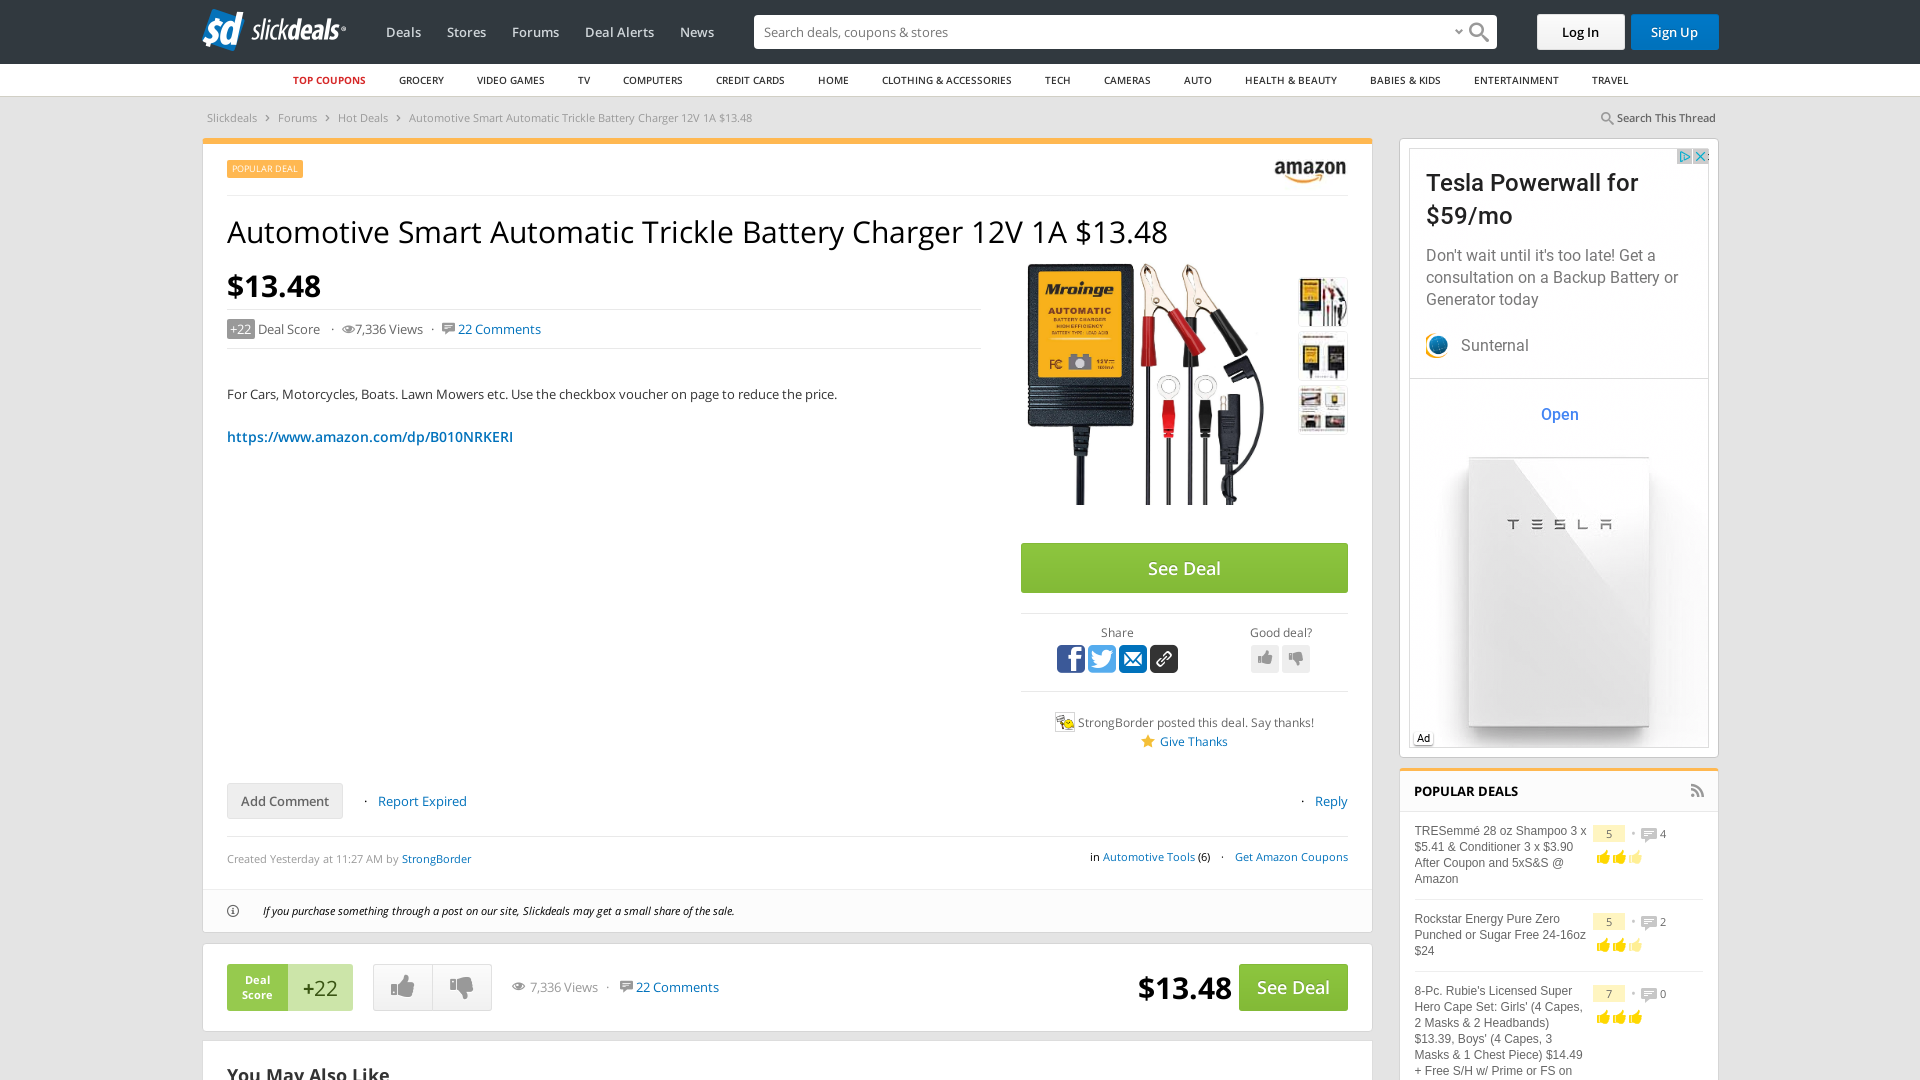 slickdeals
Deals
Stores
Forums
Deal Alerts
News
Search deals, coupons & stores
Log In
Sign Up
TOP COUPONS
GROCERY
VIDEO GAMES
TV
COMPUTERS
CREDIT CARDS
HOME
CLOTHING & ACCESSORIES
TECH
CAMERAS
AUTO
HEALTH & BEAUTY
BABIES & KIDS
ENTERTAINMENT
TRAVEL
Slickdeals › Forums › Hot Deals › Automotive Smart Automatic Trickle Battery Charger 12V 1A $13.48
Search This Thread
POPULAR DEAL
amazon
Automotive Smart Automatic Trickle Battery Charger 12V 1A $13.48
$13.48
+22 Deal Score · 7,336 Views · 22 Comments
For Cars, Motorcycles, Boats. Lawn Mowers etc. Use the checkbox voucher on page to reduce the price.
https://www.amazon.com/dp/B010NRKERI
Mroinge
AUTOMATIC
BATTERY CHARGER
HIGH EFFICIENCY
FC
12V
See Deal
Share
Good deal?
StrongBorder posted this deal. Say thanks!
Give Thanks
Add Comment
· Report Expired
· Reply
Created Yesterday at 11:27 AM by StrongBorder
in Automotive Tools (6) · Get Amazon Coupons
If you purchase something through a post on our site, Slickdeals may get a small share of the sale.
Deal
Score
+22
7,336 Views · 22 Comments
$13.48
See Deal
You May Also Like
Tesla Powerwall for
$59/mo
Don't wait until it's too late! Get a
consultation on a Backup Battery or
Generator today
Sunternal
Open
TESLA
Ad
POPULAR DEALS
TRESemmé 28 oz Shampoo 3 x
$5.41 & Conditioner 3 x $3.90
After Coupon and 5xS&S @
Amazon
5 • 4
Rockstar Energy Pure Zero
Punched or Sugar Free 24-16oz
$24
5 • 2
8-Pc. Rubie's Licensed Super
Hero Cape Set: Girls' (4 Capes,
2 Masks & 2 Headbands)
$13.39, Boys' (4 Capes, 3
Masks & 1 Chest Piece) $14.49
+ Free S/H w/ Prime or FS on
7 • 0